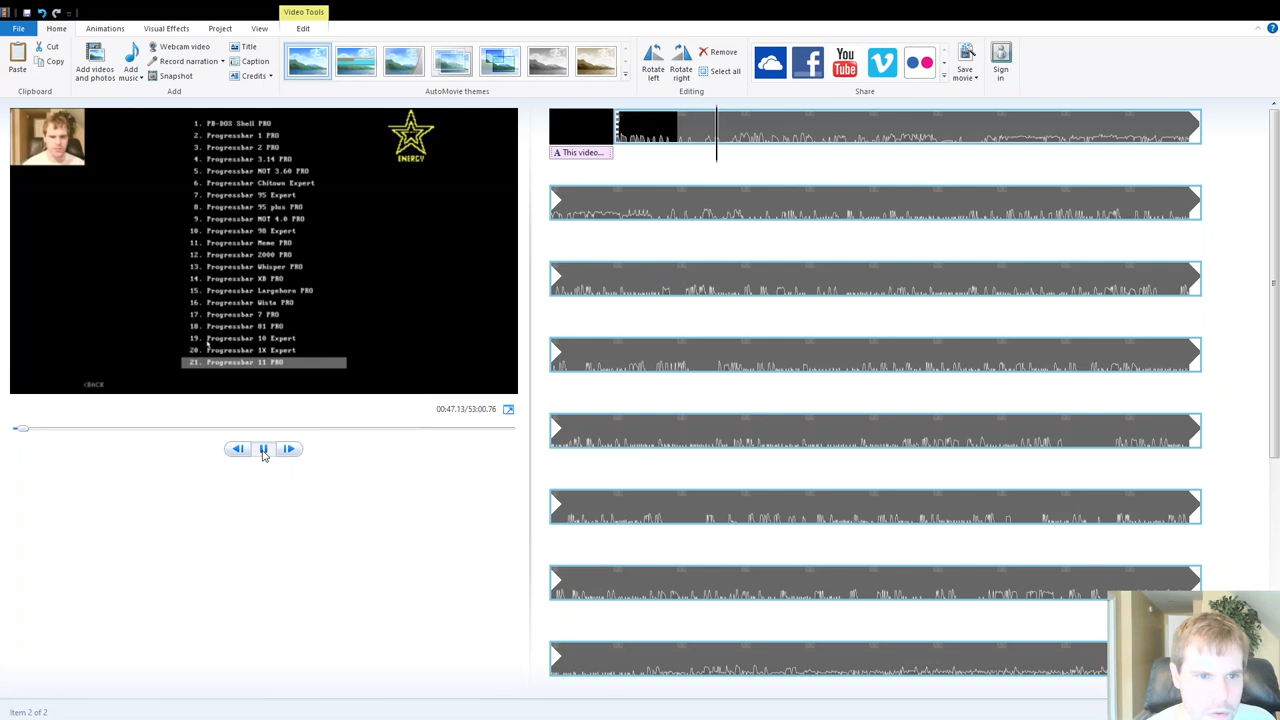 Video Tools
File
Home
Animations
Visual Effects
Project
View
Edit
Paste
Cut
Copy
Clipboard
Add videos and photos
Add music
Webcam video
Record narration
Snapshot
Title
Caption
Credits
Add
AutoMovie themes
Rotate left
Rotate right
Remove
Select all
Editing
You Tube
Share
Save movie
Sign in
1. PB-DOS Shell PRO
2. Progressbar 1 PRO
3. Progressbar 2 PRO
4. Progressbar 3.14 PRO
5. Progressbar NOT 3.60 PRO
6. Progressbar Chitown Expert
7. Progressbar 95 Expert
8. Progressbar 95 plus PRO
9. Progressbar NOT 4.0 PRO
10. Progressbar 98 Expert
11. Progressbar Meme PRO
12. Progressbar 2000 PRO
13. Progressbar Whisper PRO
14. Progressbar XB PRO
15. Progressbar Largehorn PRO
16. Progressbar Wista PRO
17. Progressbar 7 PRO
18. Progressbar 81 PRO
19. Progressbar 10 Expert
20. Progressbar 1X Expert
21. Progressbar 11 PRO
<BACK
ENERGY
00:47.13/53:00.76
A This video...
Item 2 of 2